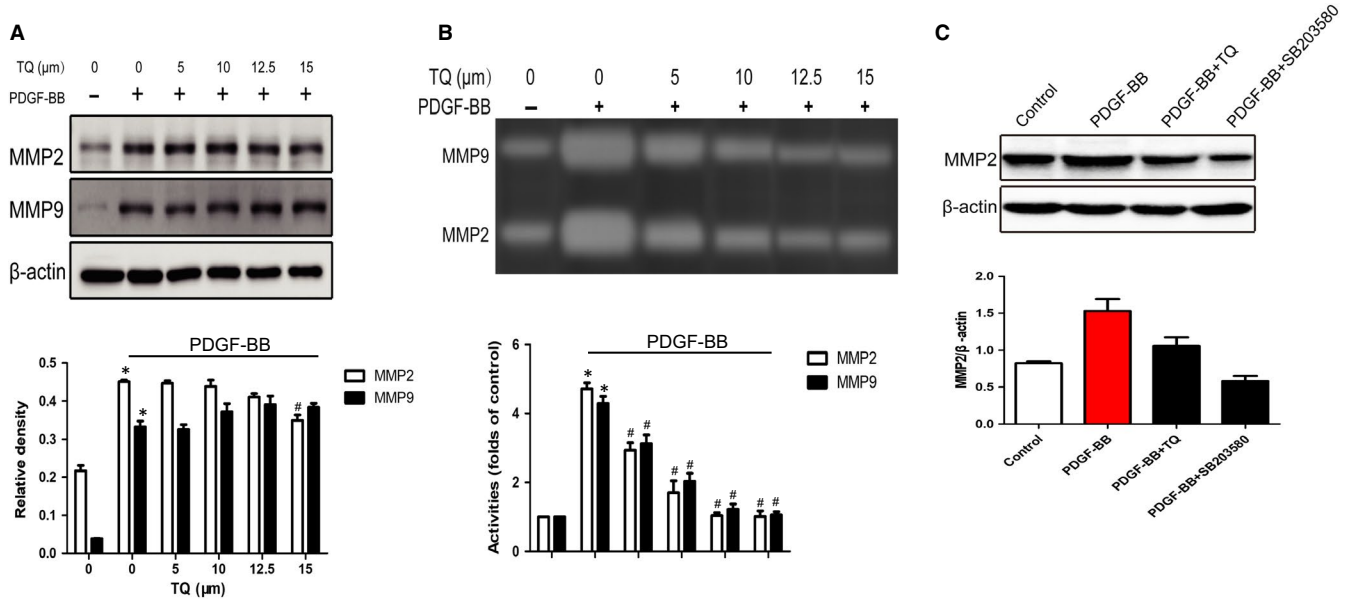 A
TQ (μm) 0 0 5 10 12.5 15
PDGF-BB – + + + + +
MMP2
MMP9
β-actin
PDGF-BB
0.5
0.4
0.3
0.2
0.1
0.0
Relative density
*
*
#
MMP2
MMP9
0 0 5 10 12.5 15
TQ (μm)
B
TQ (μm) 0 0 5 10 12.5 15
PDGF-BB – + + + + +
MMP9
MMP2
PDGF-BB
6
4
2
0
Activities (folds of control)
* *
# #
# #
# #
# #
MMP2
MMP9
C
Control PDGF-BB PDGF-BB+TQ PDGF-BB+SB203580
MMP2
β-actin
2.0
1.5
1.0
0.5
0.0
MMP2/β -actin
Control PDGF-BB PDGF-BB+TQ PDGF-BB+SB203580